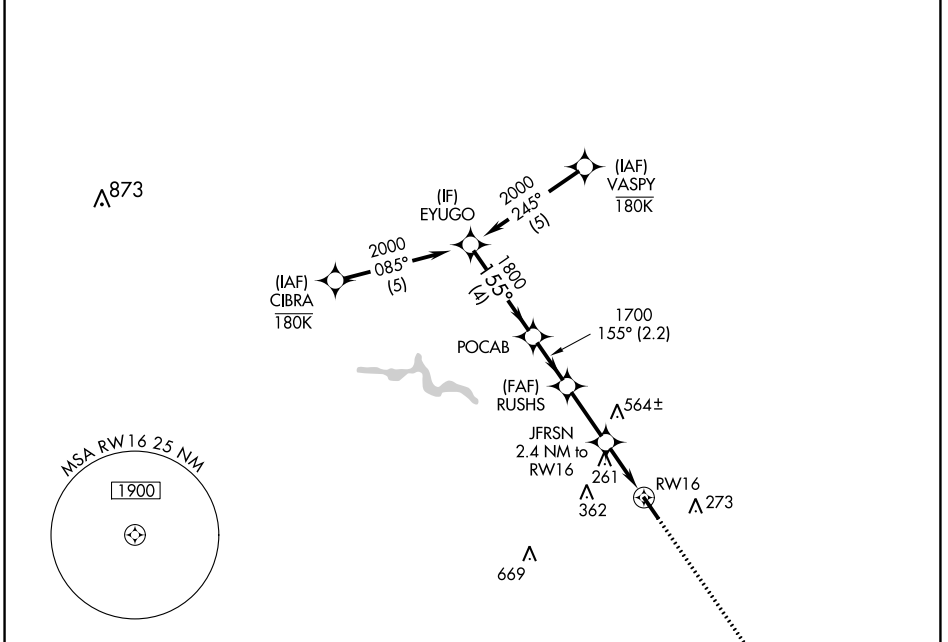 873
(IAF)
VASPY
180K
2000
245°
(5)
(IF)
EYUGO
2000
085°
(5)
(IAF)
CIBRA
180K
1800
155°
(4)
1700
155° (2.2)
POCAB
(FAF)
RUSHS
564±
JFRSN
2.4 NM to
RW16
261
362
RW16
273
669
MSA RW16 25 NM
1900